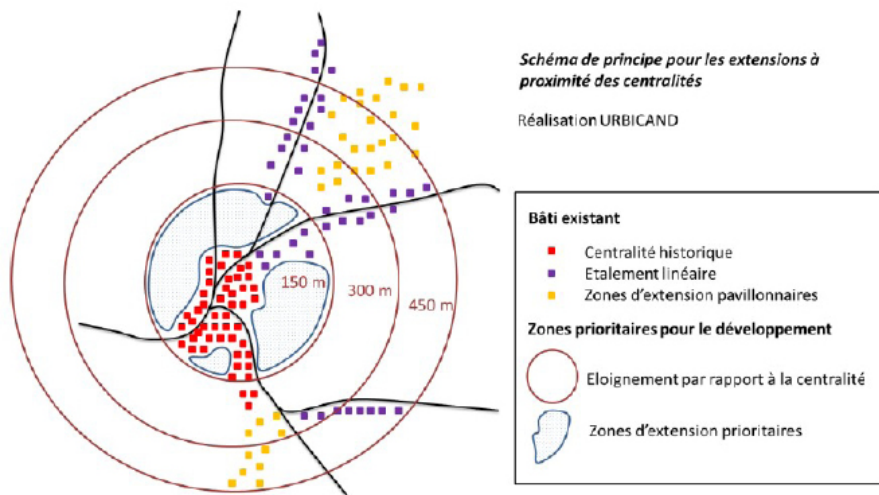 Schéma de principe pour les extensions à
proximité des centralités
Réalisation URBICAND
150 m
300 m
450 m
Bâti existant
Centralité historique
Etalement linéaire
Zones d'extension pavillonnaires
Zones prioritaires pour le développement
Eloignement par rapport à la centralité
Zones d'extension prioritaires